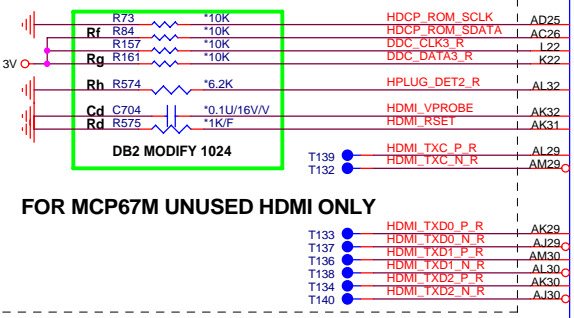 R73 *10K HDCP_ROM_SCLK AD25
Rf R84 *10K HDCP_ROM_SDATA AC26
R157 *10K DDC_CLK3_R L22
3V Rg R161 *10K DDC_DATA3_R K22
Rh R574 *6.2K HPLUG_DET2_R AL32
Cd C704 *0.1U/16V/V HDMI_VPROBE AK32
Rd R575 *1K/F HDMI_RSET AK31
DB2 MODIFY 1024
T139 HDMI_TXC_P_R AL29
T132 HDMI_TXC_N_R AM29
FOR MCP67M UNUSED HDMI ONLY
T133 HDMI_TXD0_P_R AK29
T137 HDMI_TXD0_N_R AJ29
T136 HDMI_TXD1_P_R AM30
T138 HDMI_TXD1_N_R AL30
T134 HDMI_TXD2_P_R AK30
T140 HDMI_TXD2_N_R AJ30